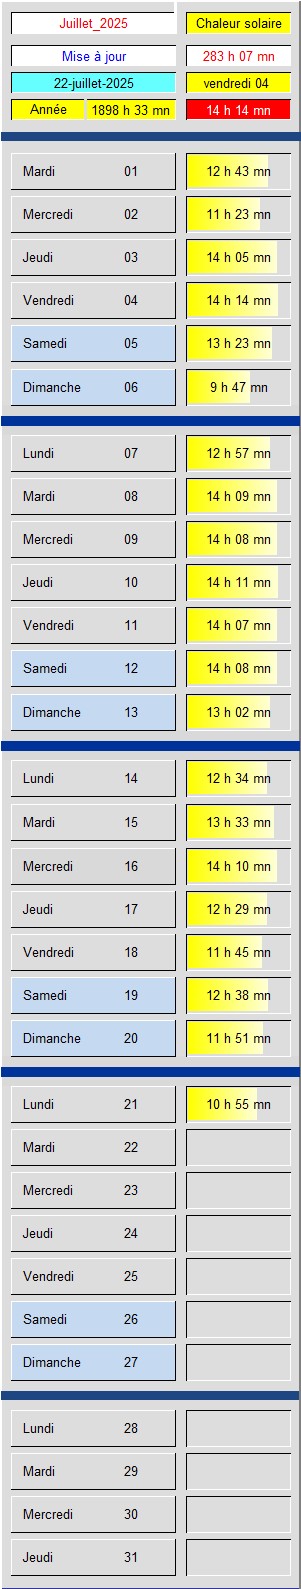 Juillet_2025 Chaleur solaire
Mise à jour 283 h 07 mn
22-juillet-2025 vendredi 04
Année 1898 h 33 mn 14 h 14 mn
Mardi 01 12 h 43 mn
Mercredi 02 11 h 23 mn
Jeudi 03 14 h 05 mn
Vendredi 04 14 h 14 mn
Samedi 05 13 h 23 mn
Dimanche 06 9 h 47 mn
Lundi 07 12 h 57 mn
Mardi 08 14 h 09 mn
Mercredi 09 14 h 08 mn
Jeudi 10 14 h 11 mn
Vendredi 11 14 h 07 mn
Samedi 12 14 h 08 mn
Dimanche 13 13 h 02 mn
Lundi 14 12 h 34 mn
Mardi 15 13 h 33 mn
Mercredi 16 14 h 10 mn
Jeudi 17 12 h 29 mn
Vendredi 18 11 h 45 mn
Samedi 19 12 h 38 mn
Dimanche 20 11 h 51 mn
Lundi 21 10 h 55 mn
Mardi 22
Mercredi 23
Jeudi 24
Vendredi 25
Samedi 26
Dimanche 27
Lundi 28
Mardi 29
Mercredi 30
Jeudi 31